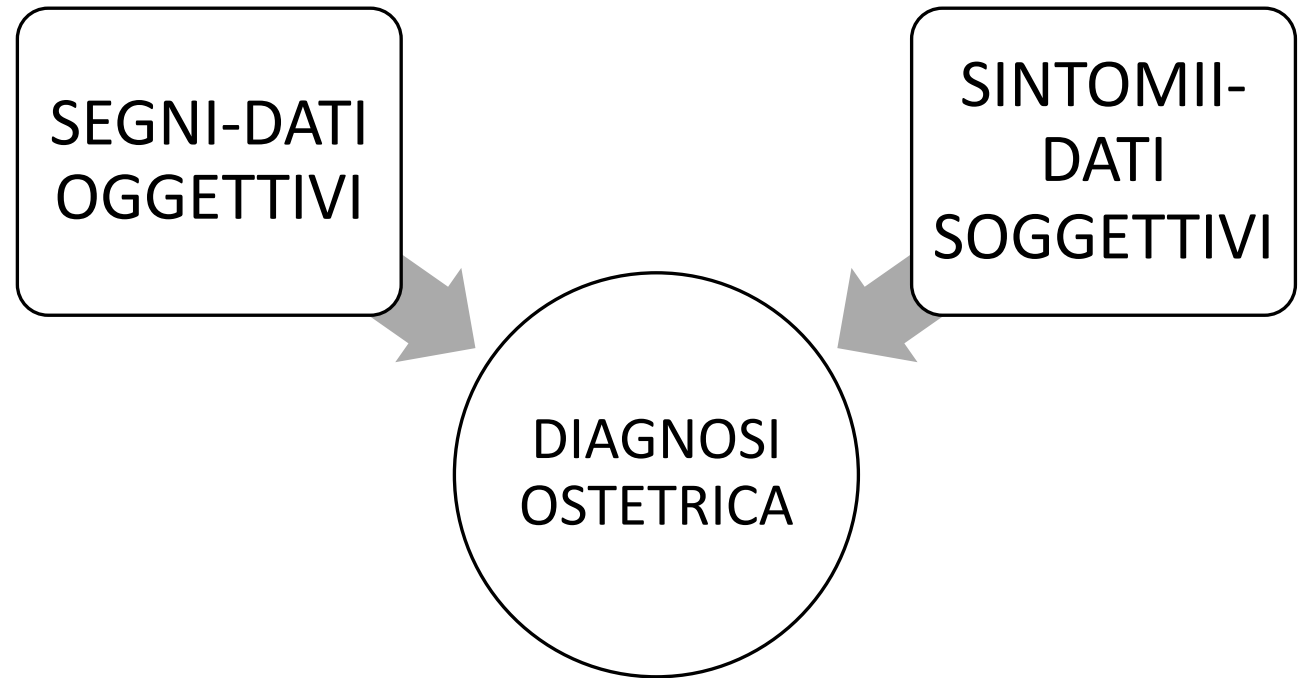 SEGNI-DATI
OGGETTIVI
SINTOMII-
DATI
SOGGETTIVI
DIAGNOSI
OSTETRICA